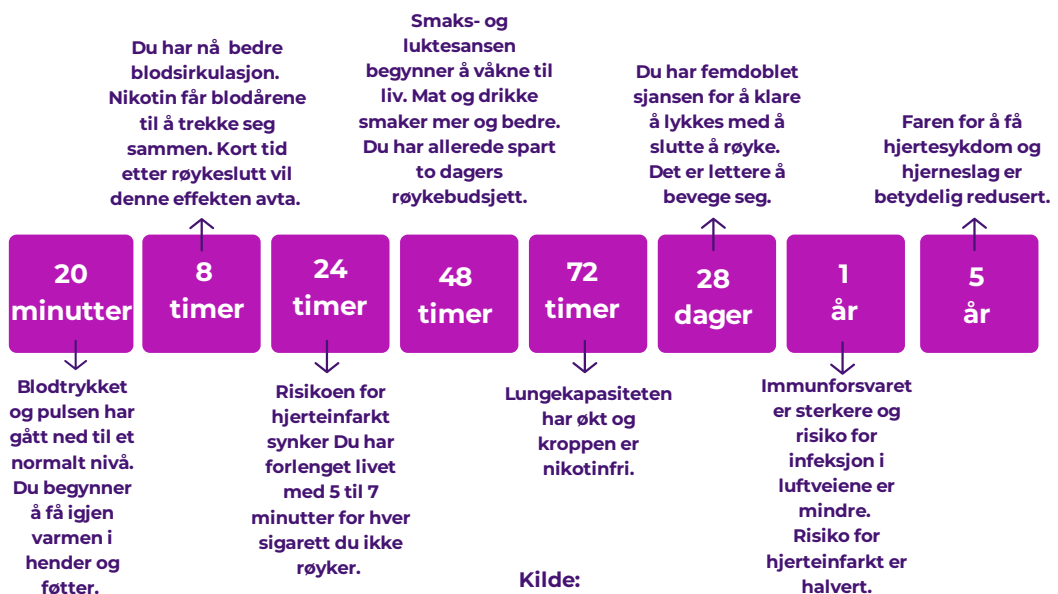 Du har nå  bedre
blodsirkulasjon.
Nikotin får blodårene
til å trekke seg
sammen. Kort tid
etter røykeslutt vil
denne effekten avta.
Smaks- og
luktesansen
begynner å våkne til
liv. Mat og drikke
smaker mer og bedre.
Du har allerede spart
to dagers
røykebudsjett.
Du har femdoblet
sjansen for å klare
å lykkes med å
slutte å røyke.
Det er lettere å
bevege seg.
Faren for å få
hjertesykdom og
hjerneslag er
betydelig redusert.
20
minutter
8
timer
24
timer
48
timer
72
timer
28
dager
1
år
5
år
Blodtrykket
og pulsen har
gått ned til et
normalt nivå.
Du begynner
å få igjen
varmen i
hender og
føtter.
Risikoen for
hjerteinfarkt
synker Du har
forlenget livet
med 5 til 7
minutter for hver
sigarett du ikke
røyker.
Lungekapasiteten
har økt og
kroppen er
nikotinfri.
Immunforsvaret
er sterkere og
risiko for
infeksjon i
luftveiene er
mindre.
Risiko for
hjerteinfarkt er
halvert.
Kilde: